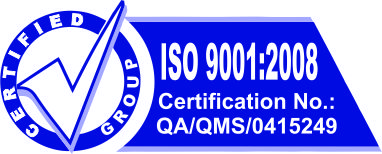 CERTIFIED
GROUP
ISO 9001:2008
Certification No.:
QA/QMS/0415249